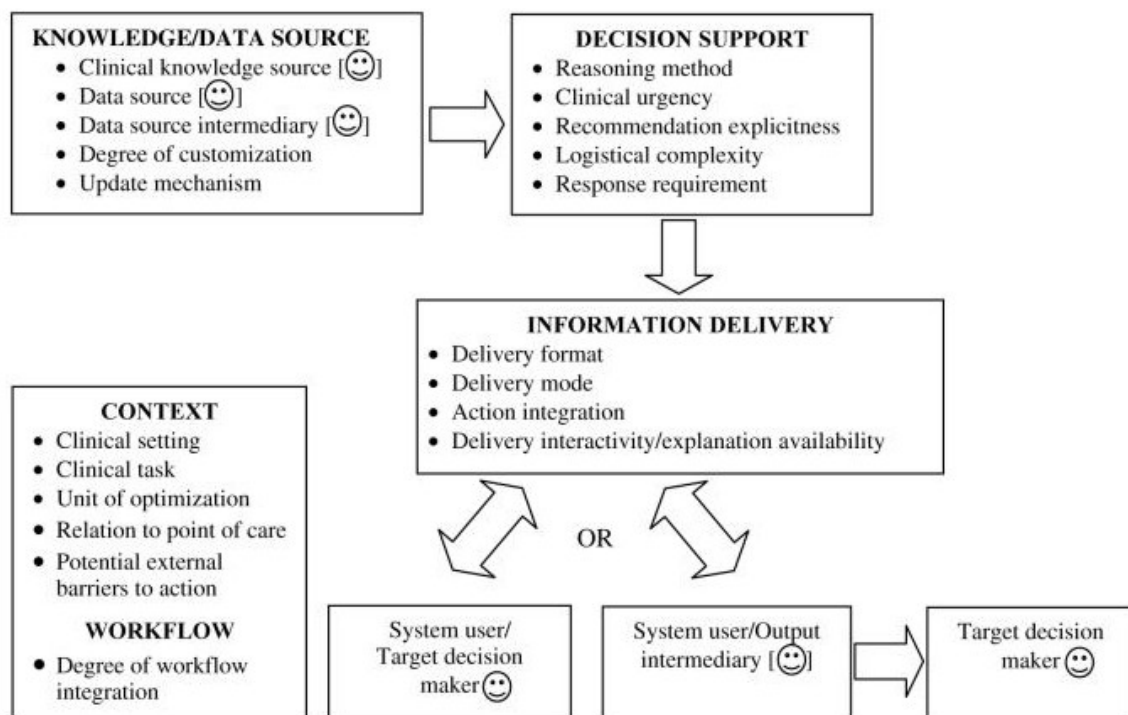 KNOWLEDGE/DATA SOURCE
• Clinical knowledge source [☺]
• Data source [☺]
• Data source intermediary [☺]
• Degree of customization
• Update mechanism
DECISION SUPPORT
• Reasoning method
• Clinical urgency
• Recommendation explicitness
• Logistical complexity
• Response requirement
INFORMATION DELIVERY
• Delivery format
• Delivery mode
• Action integration
• Delivery interactivity/explanation availability
CONTEXT
• Clinical setting
• Clinical task
• Unit of optimization
• Relation to point of care
• Potential external
barriers to action
WORKFLOW
• Degree of workflow
integration
OR
System user/
Target decision
maker ☺
System user/Output
intermediary [☺]
Target decision
maker ☺